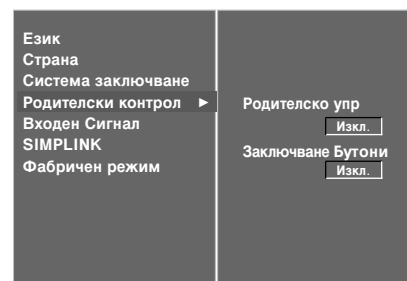 Език
Страна
Система заключване
Родителски контрол ►
Входен Сигнал
SIMPLINK
Фабричен режим
Родителско упр
Изкл.
Заключване Бутони
Изкл.